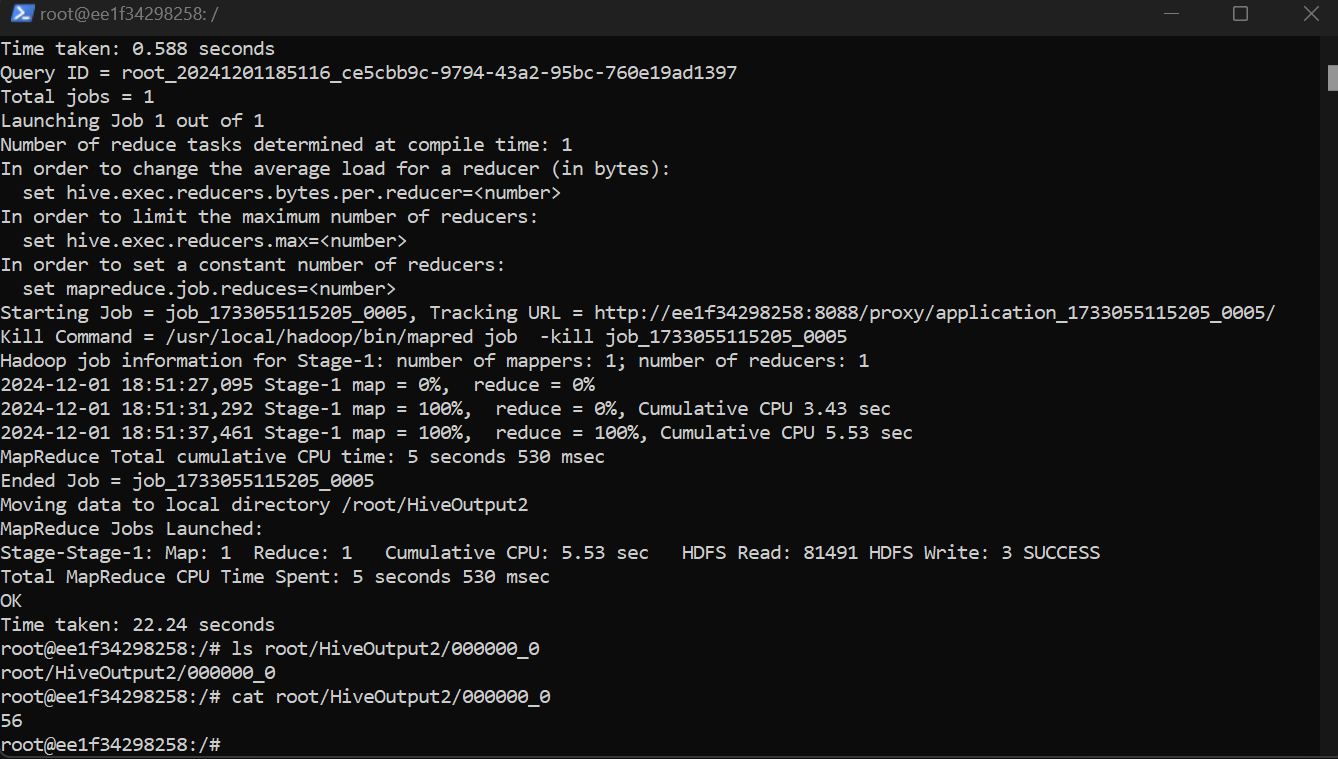 root@ee1f34298258: /
Time taken: 0.588 seconds
Query ID = root_20241201185116_ce5cbb9c-9794-43a2-95bc-760e19ad1397
Total jobs = 1
Launching Job 1 out of 1
Number of reduce tasks determined at compile time: 1
In order to change the average load for a reducer (in bytes):
  set hive.exec.reducers.bytes.per.reducer=<number>
In order to limit the maximum number of reducers:
  set hive.exec.reducers.max=<number>
In order to set a constant number of reducers:
  set mapreduce.job.reduces=<number>
Starting Job = job_1733055115205_0005, Tracking URL = http://ee1f34298258:8088/proxy/application_1733055115205_0005/
Kill Command = /usr/local/hadoop/bin/mapred job  -kill job_1733055115205_0005
Hadoop job information for Stage-1: number of mappers: 1; number of reducers: 1
2024-12-01 18:51:27,095 Stage-1 map = 0%,  reduce = 0%
2024-12-01 18:51:31,292 Stage-1 map = 100%,  reduce = 0%, Cumulative CPU 3.43 sec
2024-12-01 18:51:37,461 Stage-1 map = 100%,  reduce = 100%, Cumulative CPU 5.53 sec
MapReduce Total cumulative CPU time: 5 seconds 530 msec
Ended Job = job_1733055115205_0005
Moving data to local directory /root/HiveOutput2
MapReduce Jobs Launched:
Stage-Stage-1: Map: 1  Reduce: 1   Cumulative CPU: 5.53 sec   HDFS Read: 81491 HDFS Write: 3 SUCCESS
Total MapReduce CPU Time Spent: 5 seconds 530 msec
OK
Time taken: 22.24 seconds
root@ee1f34298258:/# ls root/HiveOutput2/000000_0
root/HiveOutput2/000000_0
root@ee1f34298258:/# cat root/HiveOutput2/000000_0
56
root@ee1f34298258:/#